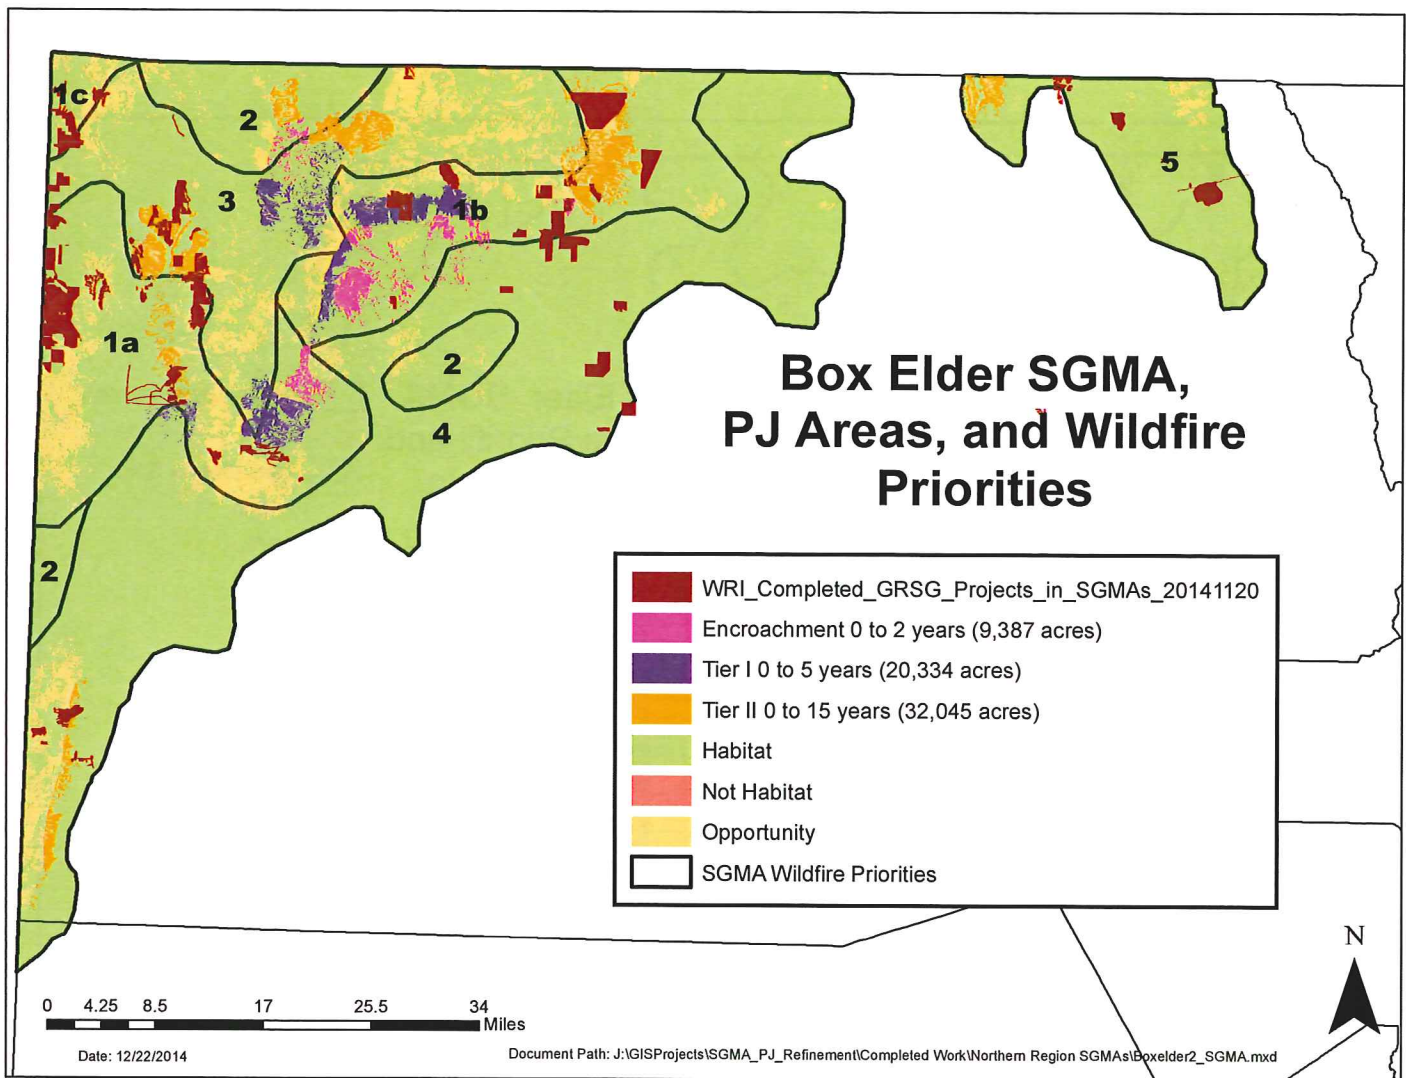 1c
2
3
1b
5
1a
2
4
2
Box Elder SGMA,
PJ Areas, and Wildfire
Priorities
WRI_Completed_GRSG_Projects_in_SGMAs_20141120
Encroachment 0 to 2 years (9,387 acres)
Tier I 0 to 5 years (20,334 acres)
Tier II 0 to 15 years (32,045 acres)
Habitat
Not Habitat
Opportunity
SGMA Wildfire Priorities
N
0 4.25 8.5 17 25.5 34
Miles
Date: 12/22/2014
Document Path: J:\GISProjects\SGMA_PJ_Refinement\Completed Work\Northern Region SGMAs\Boxelder2_SGMA.mxd